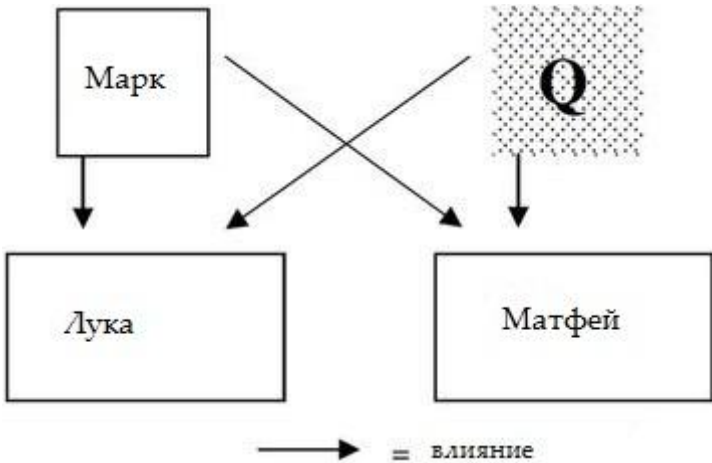 Марк
Q
Лука
Матфей
= влияние